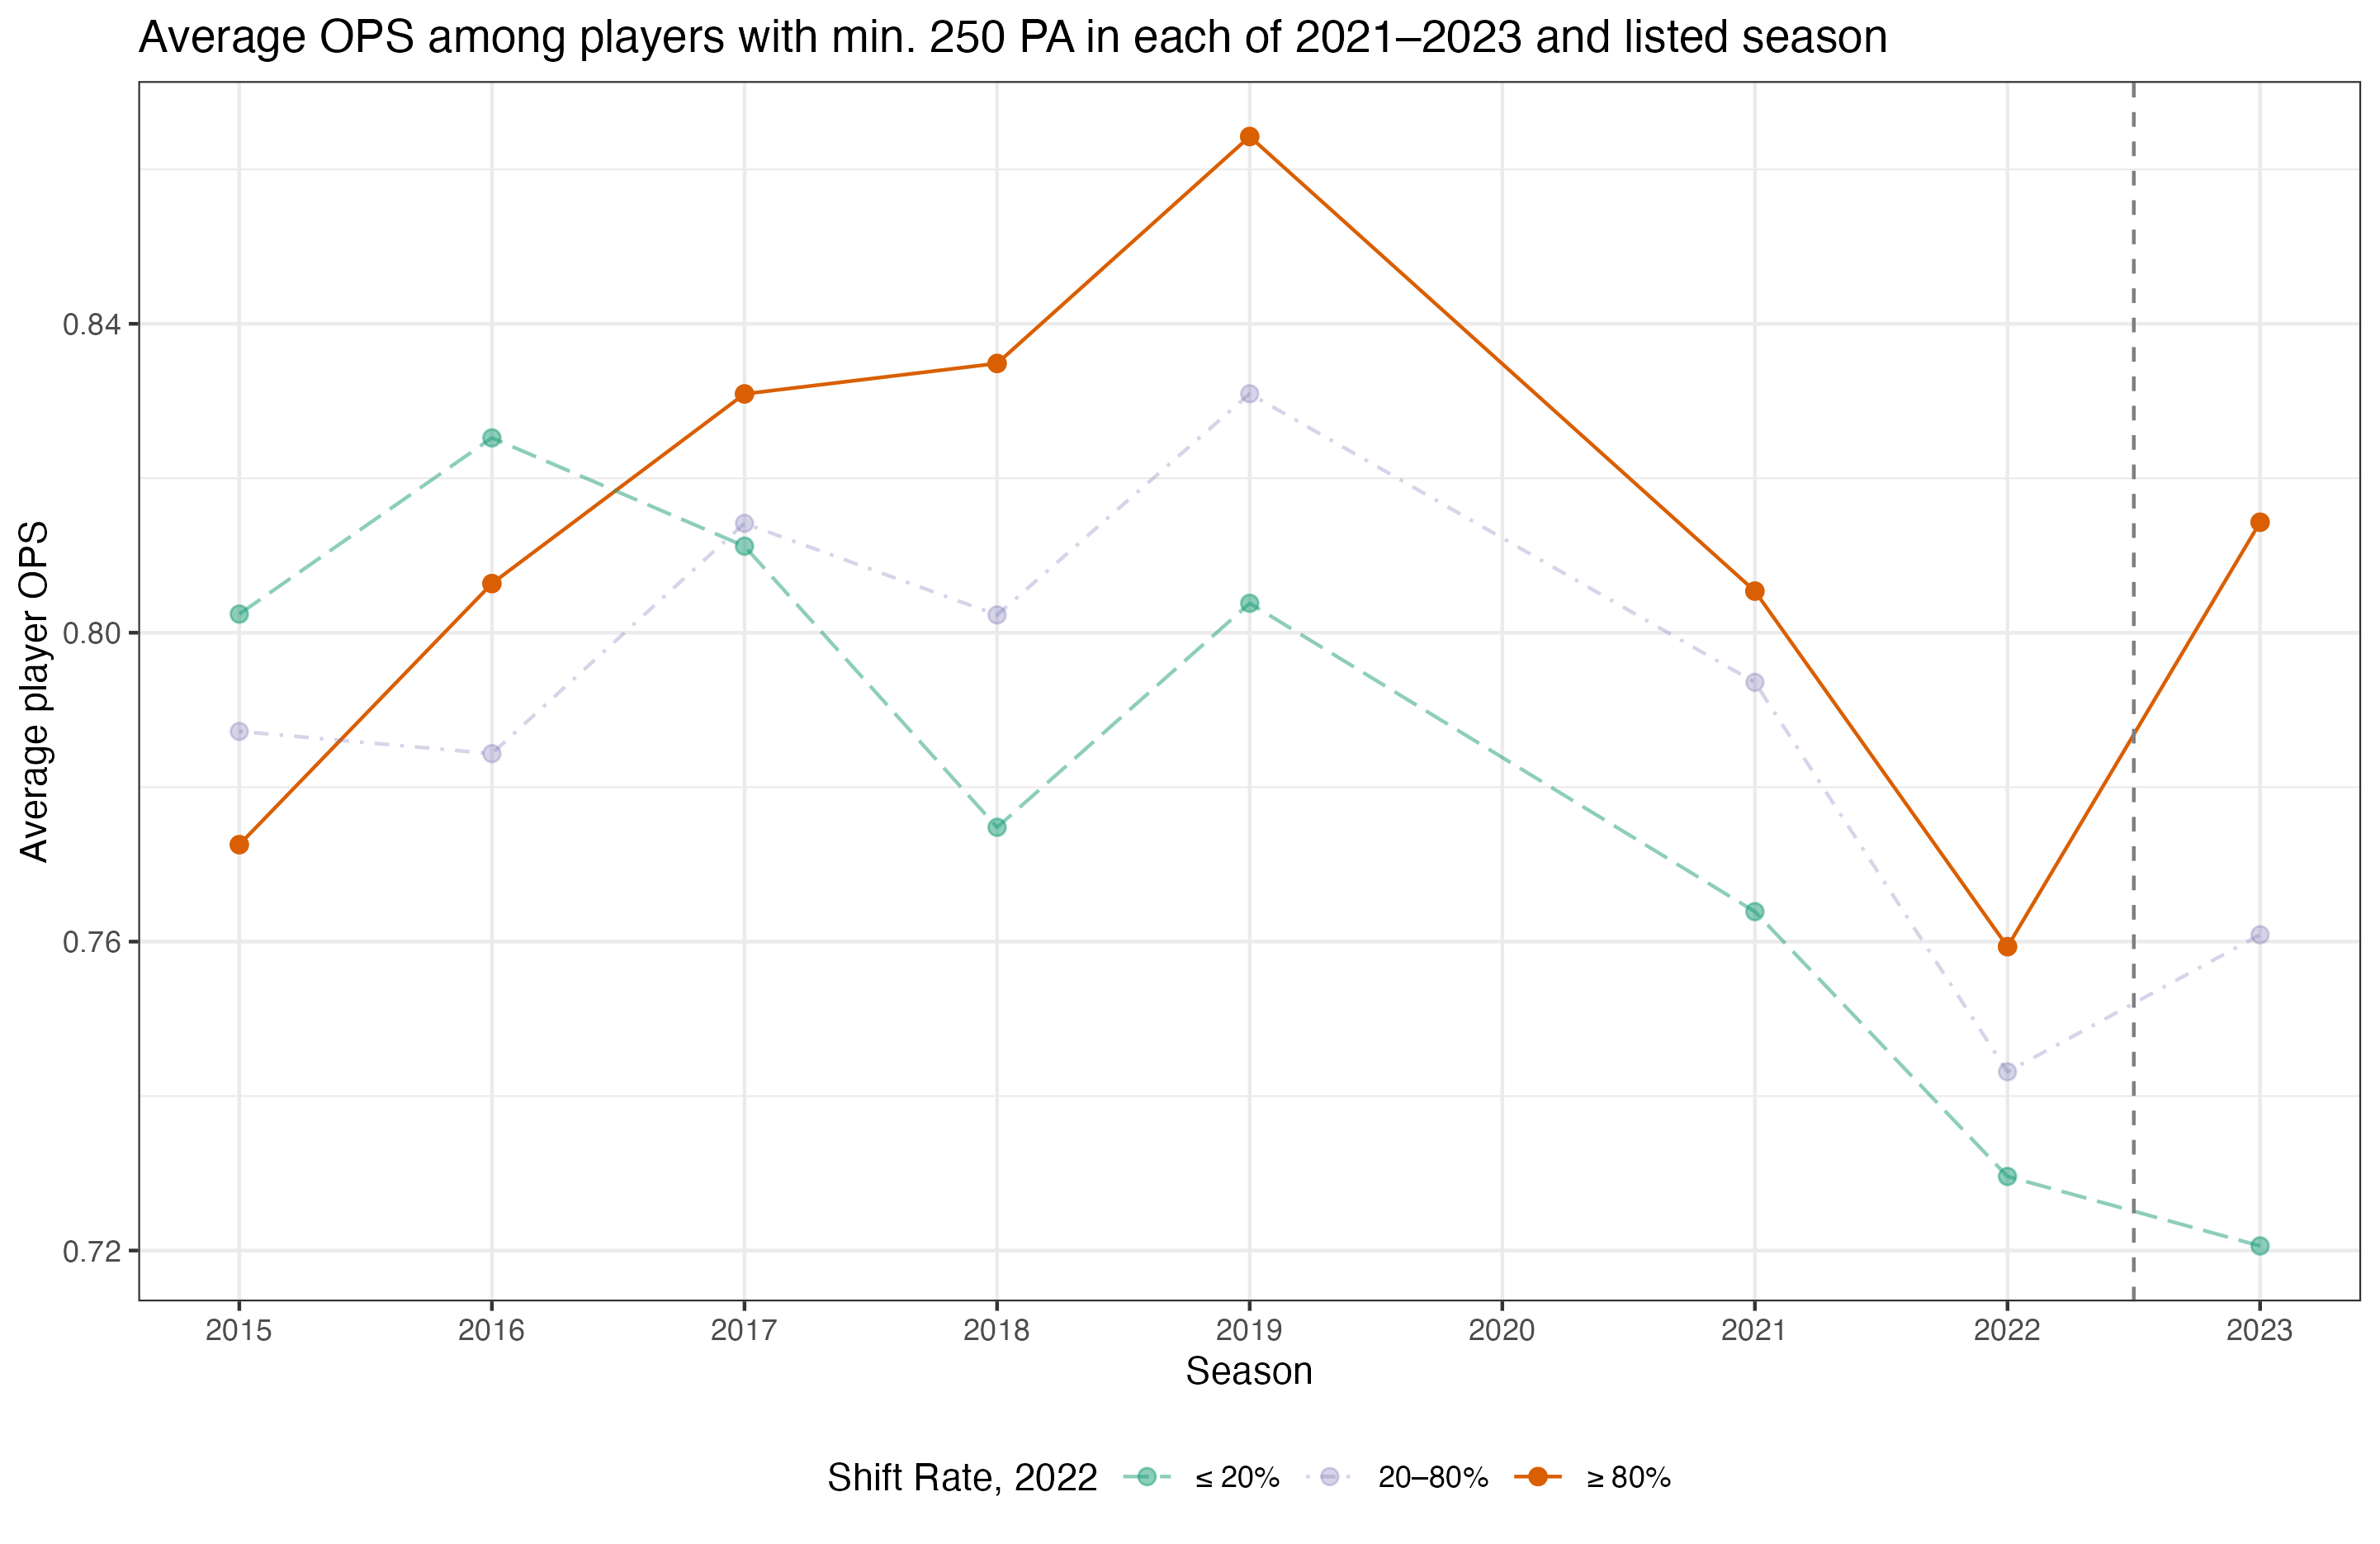 Average OPS among players with min. 250 PA in each of 2021–2023 and listed season
Average player OPS
0.84
0.80
0.76
0.72
2015 2016 2017 2018 2019 2020 2021 2022 2023
Season
Shift Rate, 2022 ≤ 20% 20–80% ≥ 80%